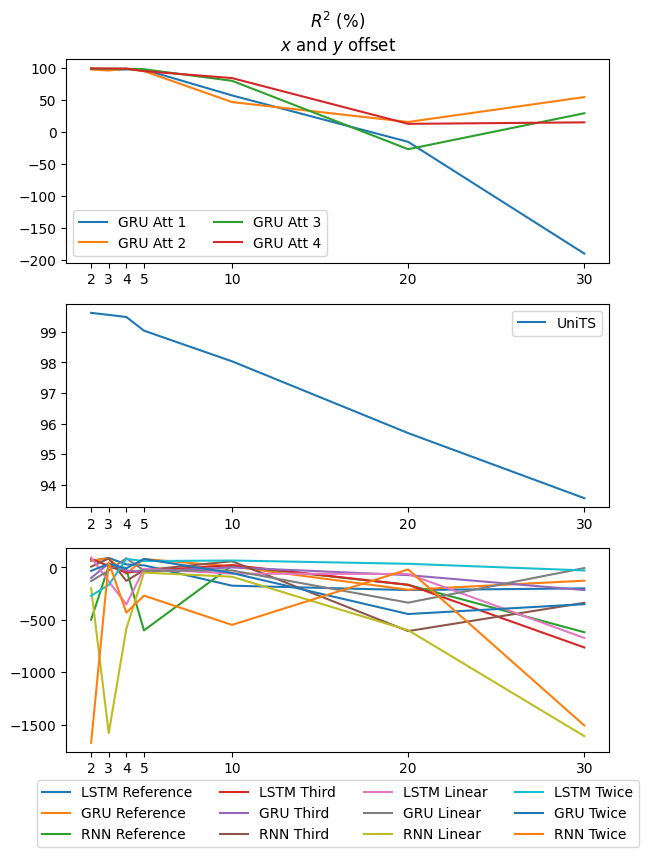 R² (%)
x and y offset
100
50
0
−50
−100
−150
−200
GRU Att 1 GRU Att 3
GRU Att 2 GRU Att 4
2 3 4 5 10 20 30
99
98
97
96
95
94
UniTS
2 3 4 5 10 20 30
0
−500
−1000
−1500
2 3 4 5 10 20 30
LSTM Reference LSTM Third LSTM Linear LSTM Twice
GRU Reference GRU Third GRU Linear GRU Twice
RNN Reference RNN Third RNN Linear RNN Twice